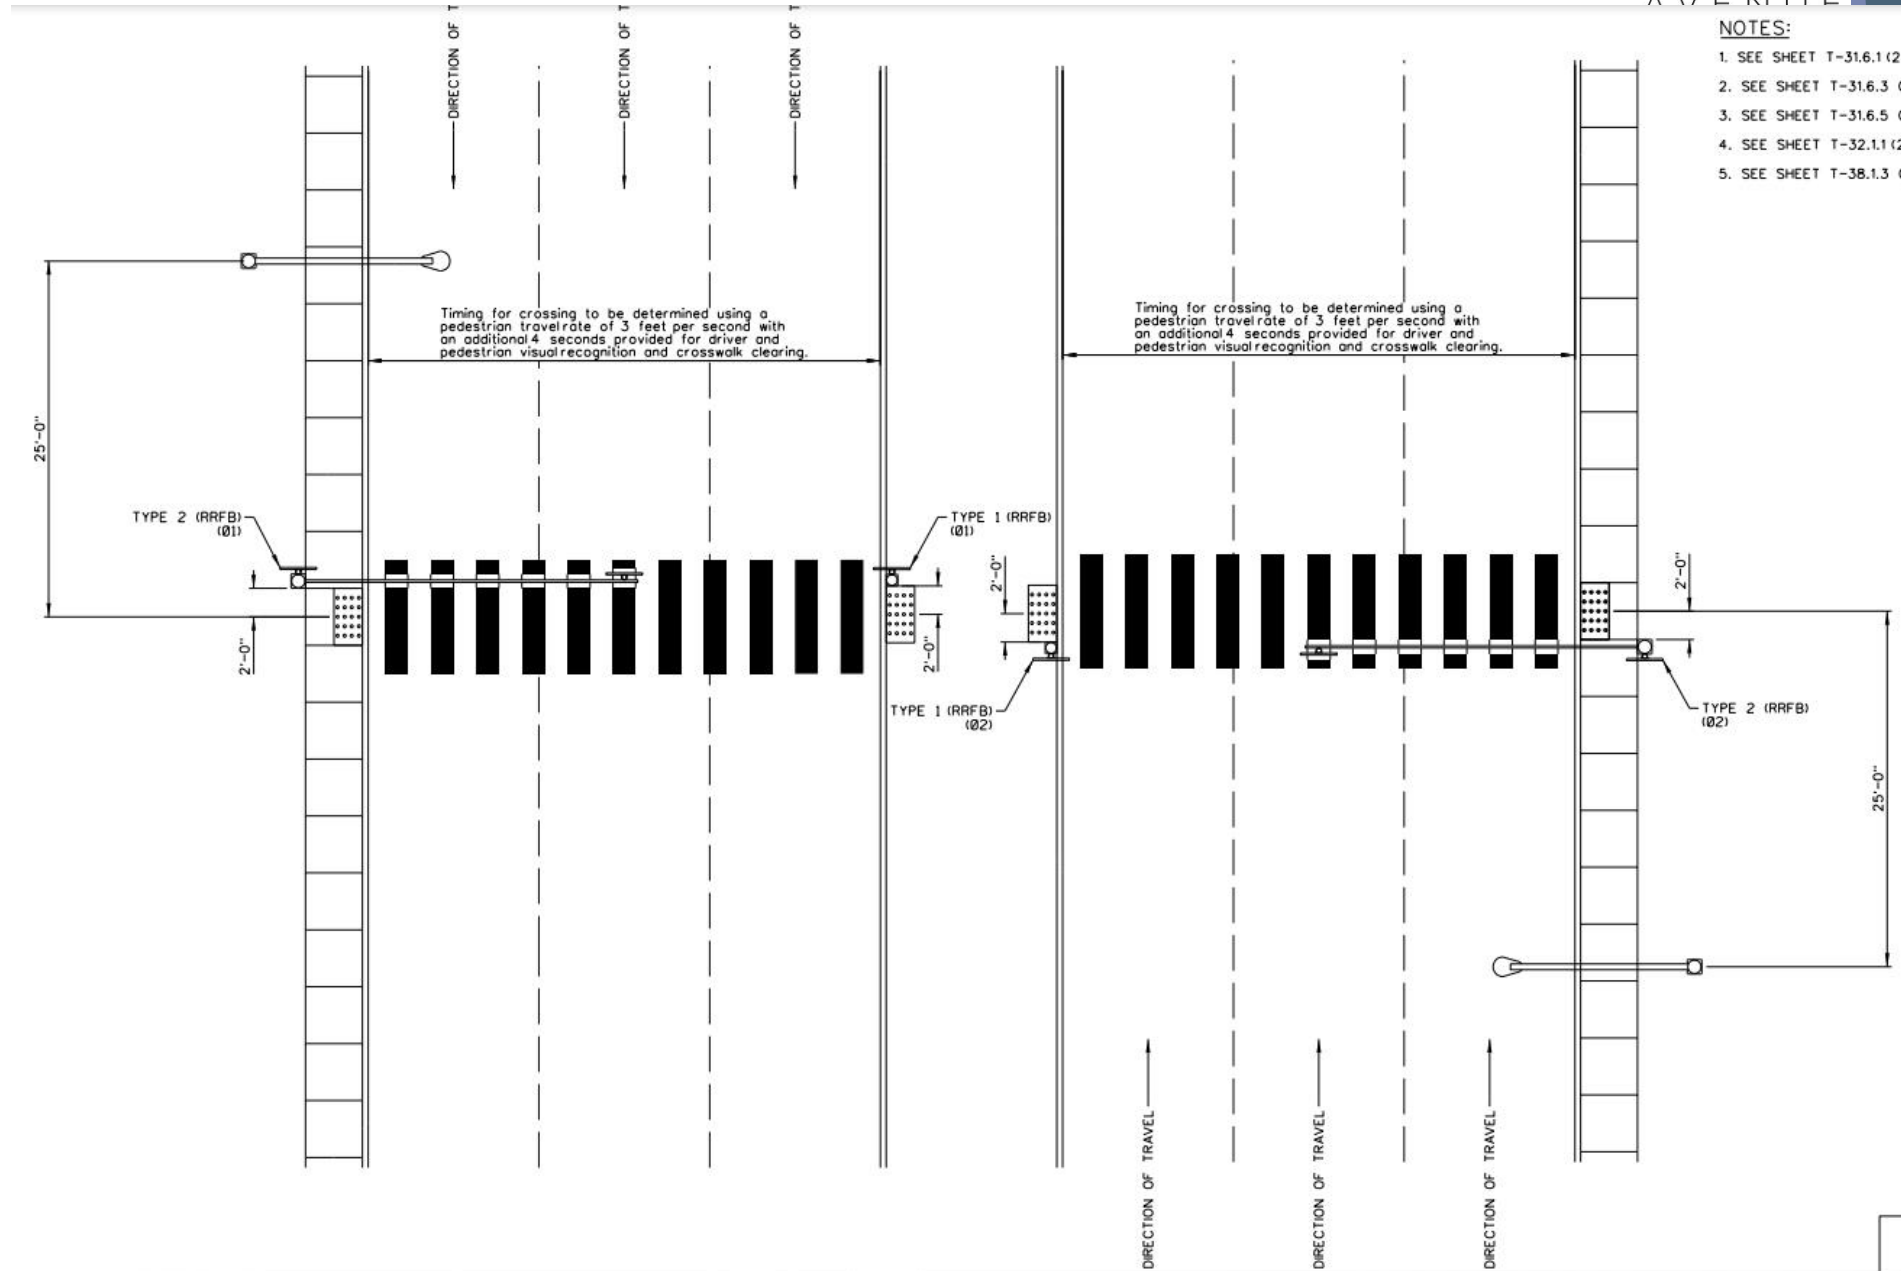 NOTES:
1. SEE SHEET T-31.6.1 (2
2. SEE SHEET T-31.6.3 (
3. SEE SHEET T-31.6.5 (
4. SEE SHEET T-32.1.1 (2
5. SEE SHEET T-38.1.3 (
DIRECTION OF T
DIRECTION OF T
DIRECTION OF T
Timing for crossing to be determined using a
pedestrian travel rate of 3 feet per second with
an additional 4 seconds provided for driver and
pedestrian visual recognition and crosswalk clearing.
Timing for crossing to be determined using a
pedestrian travel rate of 3 feet per second with
an additional 4 seconds provided for driver and
pedestrian visual recognition and crosswalk clearing.
25'-0"
TYPE 2 (RRFB)
(Ø1)
2'-0"
TYPE 1 (RRFB)
(Ø1)
2'-0"
2'-0"
TYPE 1 (RRFB)
(Ø2)
2'-0"
TYPE 2 (RRFB)
(Ø2)
25'-0"
DIRECTION OF TRAVEL
DIRECTION OF TRAVEL
DIRECTION OF TRAVEL